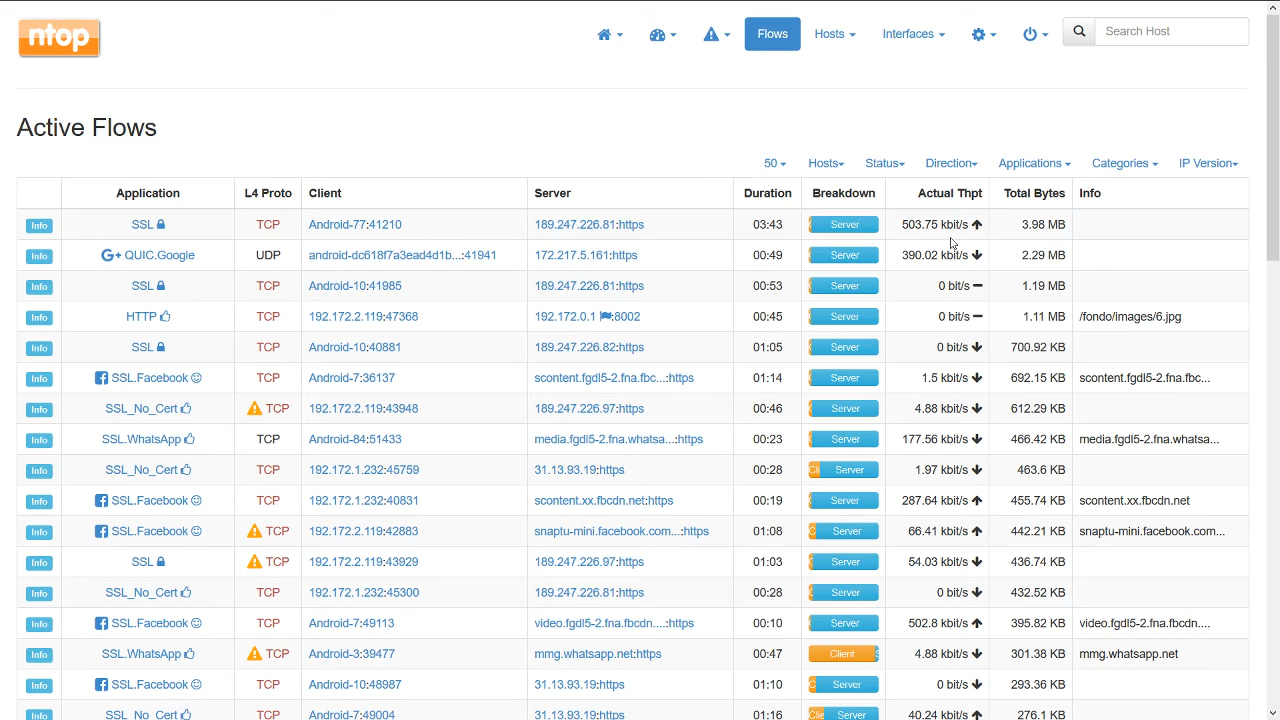 ntop
Flows Hosts Interfaces Search Host
Active Flows
50 Hosts Status Direction Applications Categories IP Version
Application L4 Proto Client Server Duration Breakdown Actual Thpt Total Bytes Info
Info SSL TCP Android-77:41210 189.247.226.81:https 03:43 Server 503.75 kbit/s 3.98 MB
Info G+ QUIC.Google UDP android-dc618f7a3ead4d1b...:41941 172.217.5.161:https 00:49 Server 390.02 kbit/s 2.29 MB
Info SSL TCP Android-10:41985 189.247.226.81:https 00:53 Server 0 bit/s 1.19 MB
Info HTTP TCP 192.172.2.119:47368 192.172.0.1 :8002 00:45 Server 0 bit/s 1.11 MB /fondo/images/6.jpg
Info SSL TCP Android-10:40881 189.247.226.82:https 01:05 Server 0 bit/s 700.92 KB
Info SSL.Facebook TCP Android-7:36137 scontent.fgdl5-2.fna.fbc...:https 01:14 Server 1.5 kbit/s 692.15 KB scontent.fgdl5-2.fna.fbc...
Info SSL_No_Cert TCP 192.172.2.119:43948 189.247.226.97:https 00:46 Server 4.88 kbit/s 612.29 KB
Info SSL.WhatsApp TCP Android-84:51433 media.fgdl5-2.fna.whatsa...:https 00:23 Server 177.56 kbit/s 466.42 KB media.fgdl5-2.fna.whatsa...
Info SSL_No_Cert TCP 192.172.1.232:45759 31.13.93.19:https 00:28 Cli Server 1.97 kbit/s 463.6 KB
Info SSL.Facebook TCP 192.172.1.232:40831 scontent.xx.fbcdn.net:https 00:19 Server 287.64 kbit/s 455.74 KB scontent.xx.fbcdn.net
Info SSL.Facebook TCP 192.172.2.119:42883 snaptu-mini.facebook.com...:https 01:08 C Server 66.41 kbit/s 442.21 KB snaptu-mini.facebook.com...
Info SSL TCP 192.172.2.119:43929 189.247.226.97:https 01:03 Server 54.03 kbit/s 436.74 KB
Info SSL_No_Cert TCP 192.172.1.232:45300 189.247.226.81:https 00:28 Server 0 bit/s 432.52 KB
Info SSL.Facebook TCP Android-7:49113 video.fgdl5-2.fna.fbcdn....:https 00:10 Server 502.8 kbit/s 395.82 KB video.fgdl5-2.fna.fbcdn....
Info SSL.WhatsApp TCP Android-3:39477 mmg.whatsapp.net:https 00:47 Client S 4.88 kbit/s 301.38 KB mmg.whatsapp.net
Info SSL.Facebook TCP Android-10:48987 31.13.93.19:https 01:10 C Server 0 bit/s 293.36 KB
Info SSL_No_Cert TCP Android-7:49004 31.13.93.19:https 01:16 Clie Server 40.24 kbit/s 276.1 KB